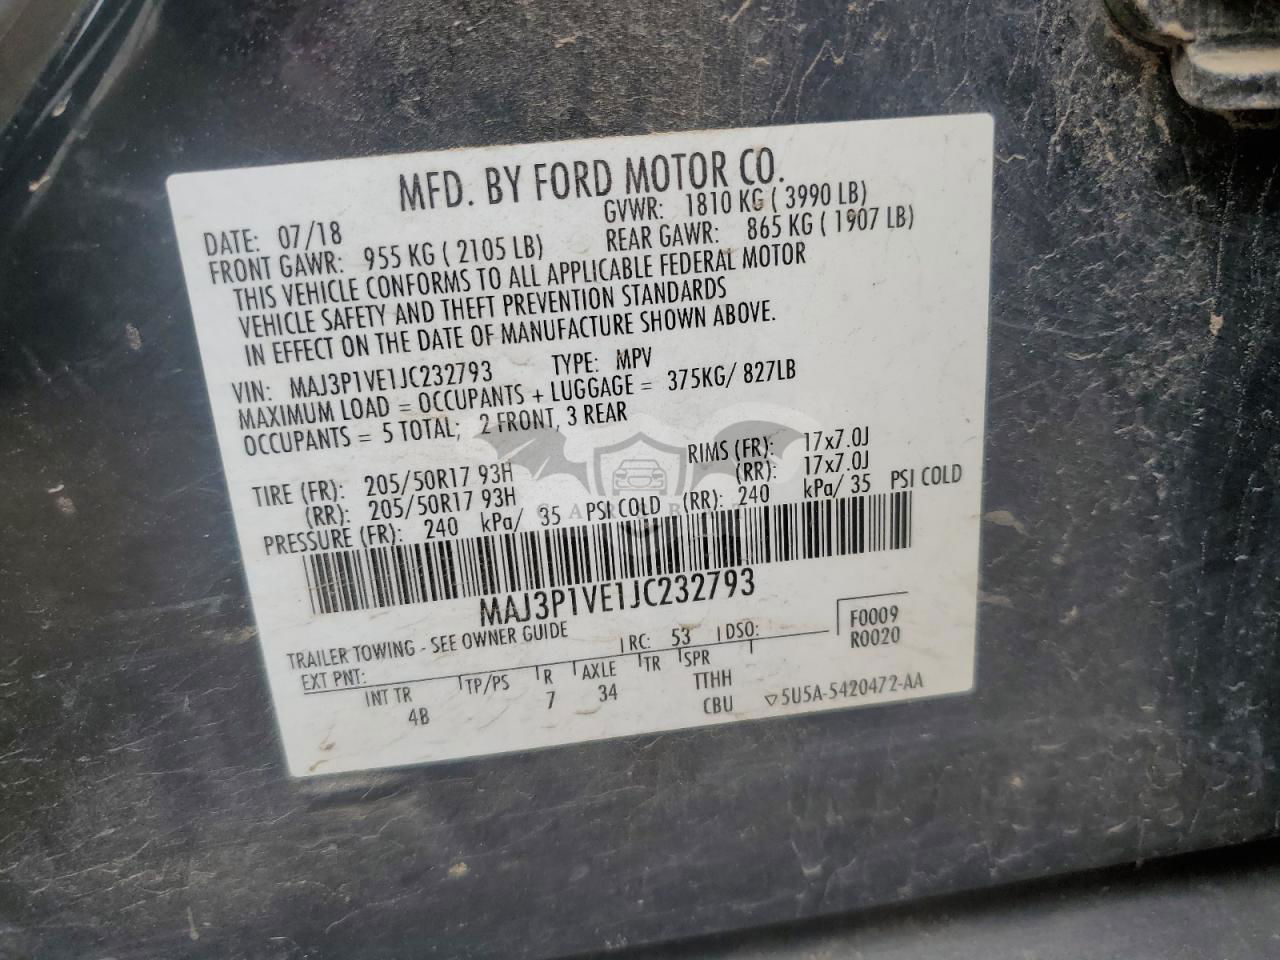 MFD. BY FORD MOTOR CO.
DATE: 07/18 GVWR: 1810 KG ( 3990 LB)
FRONT GAWR: 955 KG ( 2105 LB) REAR GAWR: 865 KG ( 1907 LB)
THIS VEHICLE CONFORMS TO ALL APPLICABLE FEDERAL MOTOR
VEHICLE SAFETY AND THEFT PREVENTION STANDARDS
IN EFFECT ON THE DATE OF MANUFACTURE SHOWN ABOVE.
VIN: MAJ3P1VE1JC232793 TYPE: MPV
MAXIMUM LOAD = OCCUPANTS + LUGGAGE = 375KG/ 827LB
OCCUPANTS = 5 TOTAL; 2 FRONT, 3 REAR
TIRE (FR): 205/50R17 93H RIMS (FR): 17x7.0J
(RR): 205/50R17 93H (RR): 17x7.0J
PRESSURE (FR): 240 kPa/ 35 PSI COLD (RR): 240 kPa/ 35 PSI COLD
MAJ3P1VE1JC232793
TRAILER TOWING - SEE OWNER GUIDE
EXT PNT: RC: 53 DSO: F0009
R0020
INT TR TP/PS R AXLE TR SPR
4B 7 34 TTHH
CBU ▽5U5A-5420472-AA